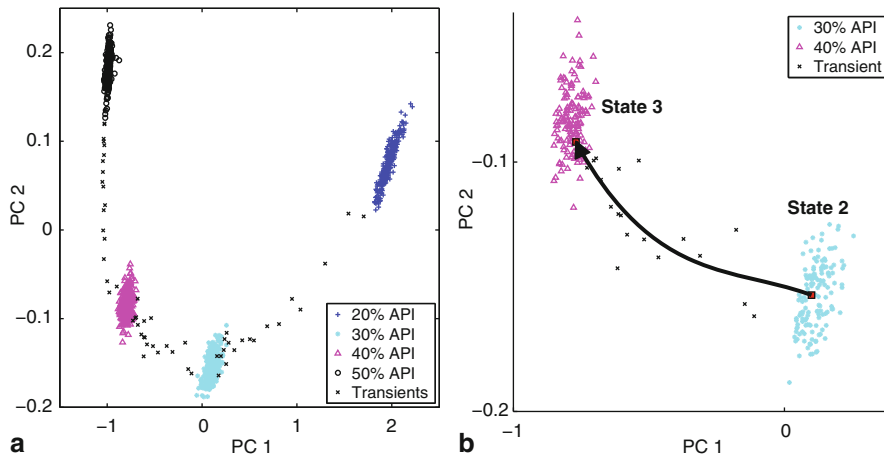 0.2
0.1
0
-0.1
-0.2
PC 2
-1
0
1
2
PC 1
20% API
30% API
40% API
50% API
Transients
a
-0.1
-0.2
PC 2
-1
0
PC 1
30% API
40% API
Transient
State 3
State 2
b